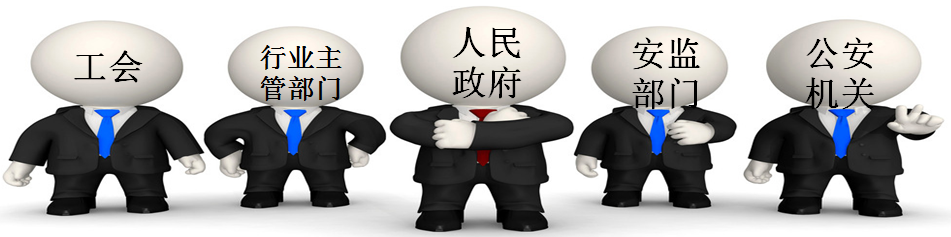 工会
行业主
管部门
人民
政府
安监
部门
公安
机关